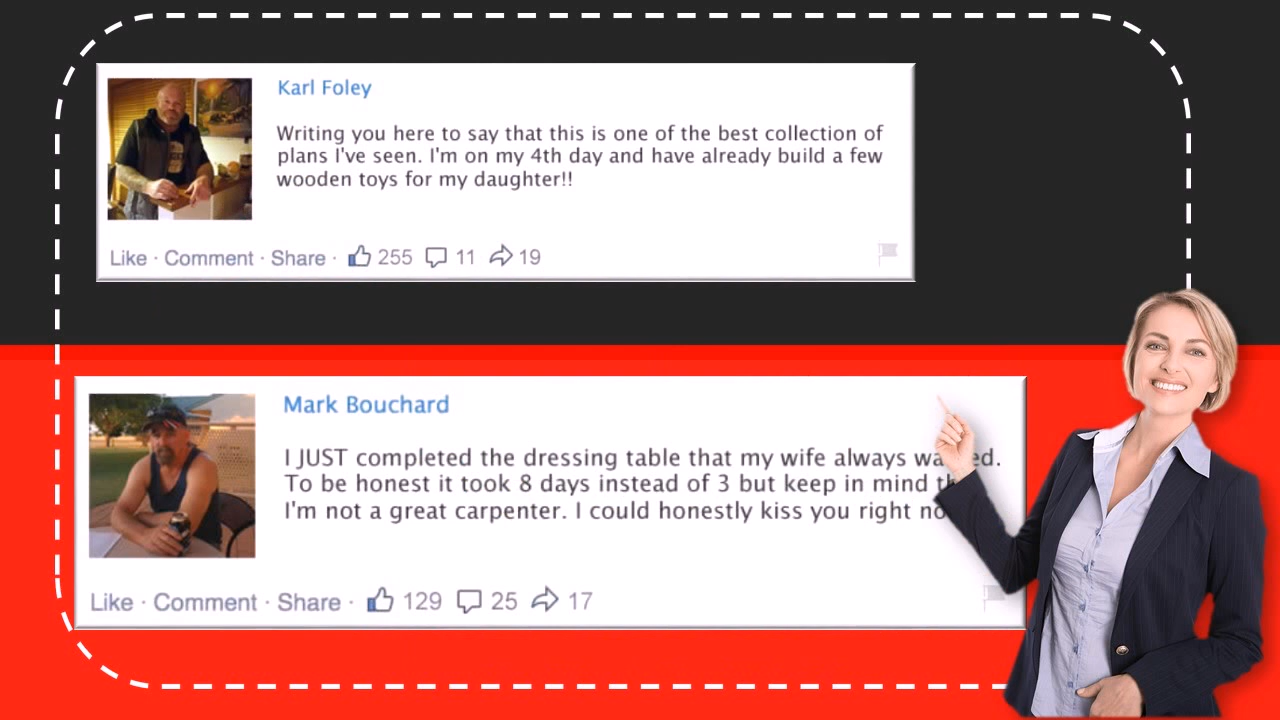 Karl Foley
Writing you here to say that this is one of the best collection of
plans I've seen. I'm on my 4th day and have already build a few
wooden toys for my daughter!!
Like · Comment · Share · 255 11 19
Mark Bouchard
I JUST completed the dressing table that my wife always
To be honest it took 8 days instead of 3 but keep in mind
I'm not a great carpenter. I could honestly kiss you right
Like · Comment · Share · 129 25 17